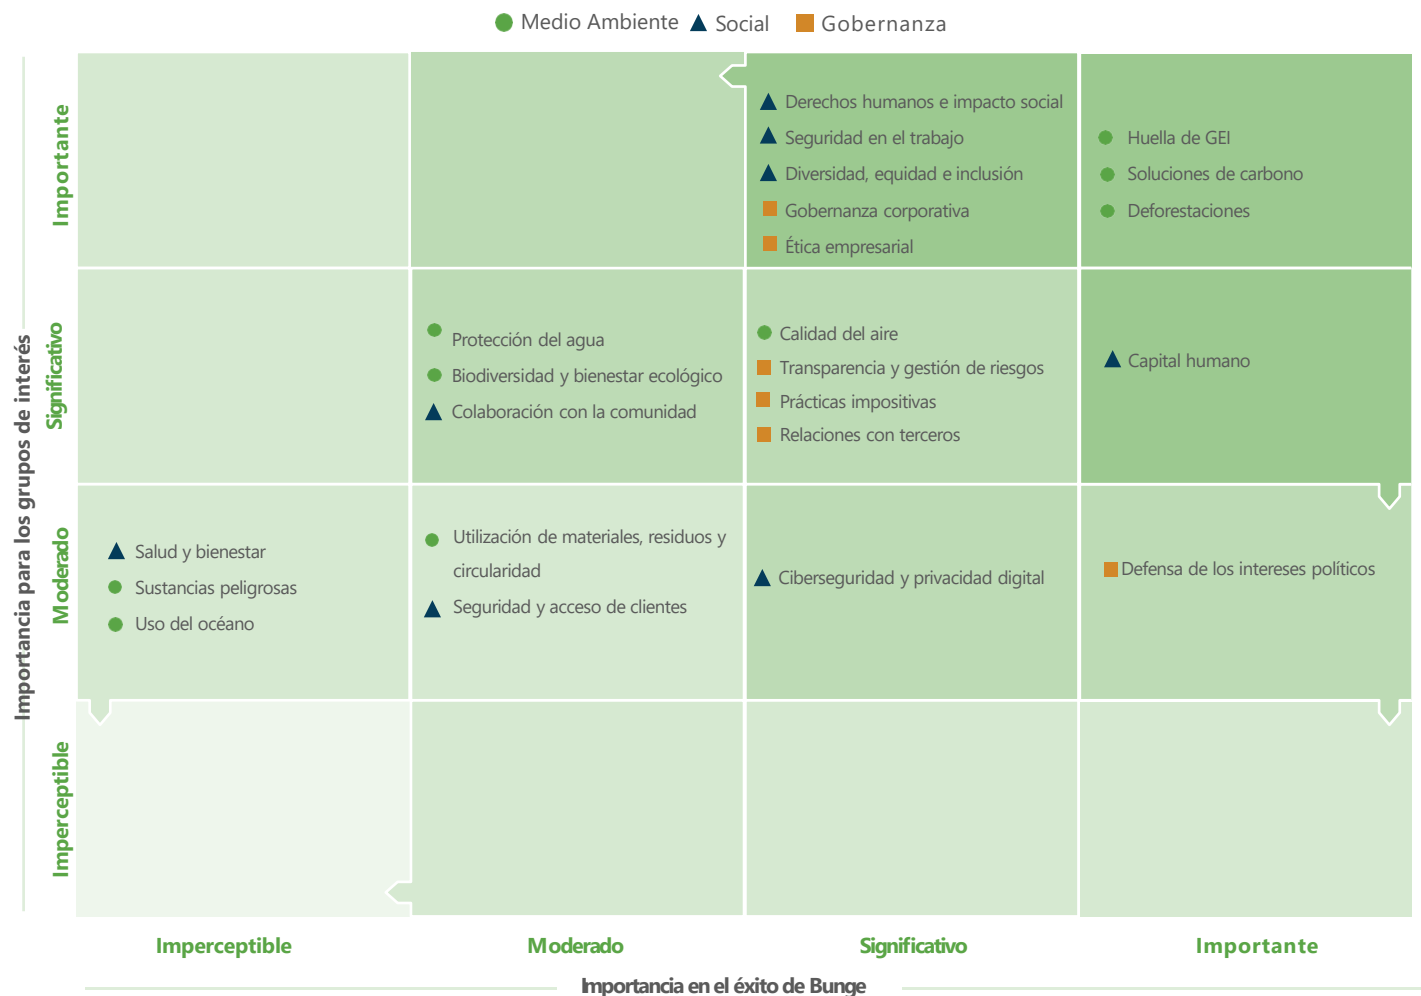 Medio Ambiente Social Gobernanza
Importancia para los grupos de interés
Importante
Derechos humanos e impacto social
Seguridad en el trabajo
Diversidad, equidad e inclusión
Gobernanza corporativa
Ética empresarial
Huella de GEI
Soluciones de carbono
Deforestaciones
Significativo
Protección del agua
Biodiversidad y bienestar ecológico
Colaboración con la comunidad
Calidad del aire
Transparencia y gestión de riesgos
Prácticas impositivas
Relaciones con terceros
Capital humano
Moderado
Salud y bienestar
Sustancias peligrosas
Uso del océano
Utilización de materiales, residuos y
circularidad
Seguridad y acceso de clientes
Ciberseguridad y privacidad digital
Defensa de los intereses políticos
Imperceptible
Imperceptible Moderado Significativo Importante
Importancia en el éxito de Bunge